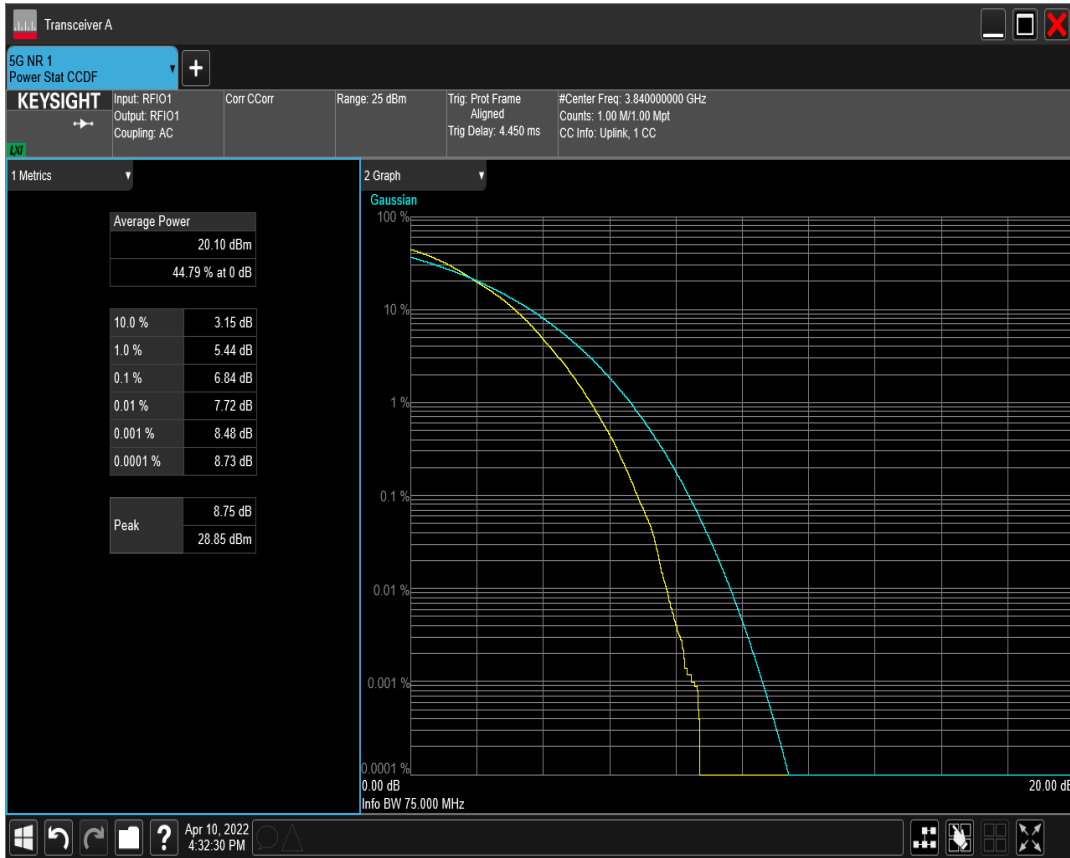 Transceiver A
5G NR 1
Power Stat CCDF
KEYSIGHT
LXI
Input: RFIO1
Output: RFIO1
Coupling: AC
Corr CCorr
Range: 25 dBm
Trig: Prot Frame
Aligned
Trig Delay: 4.450 ms
#Center Freq: 3.840000000 GHz
Counts: 1.00 M/1.00 Mpt
CC Info: Uplink, 1 CC
1 Metrics
Average Power
20.10 dBm
44.79 % at 0 dB
10.0 % 3.15 dB
1.0 % 5.44 dB
0.1 % 6.84 dB
0.01 % 7.72 dB
0.001 % 8.48 dB
0.0001 % 8.73 dB
Peak
8.75 dB
28.85 dBm
2 Graph
Gaussian
100 %
10 %
1 %
0.1 %
0.01 %
0.001 %
0.0001 %
0.00 dB 20.00 dB
Info BW 75.000 MHz
?
Apr 10, 2022
4:32:30 PM